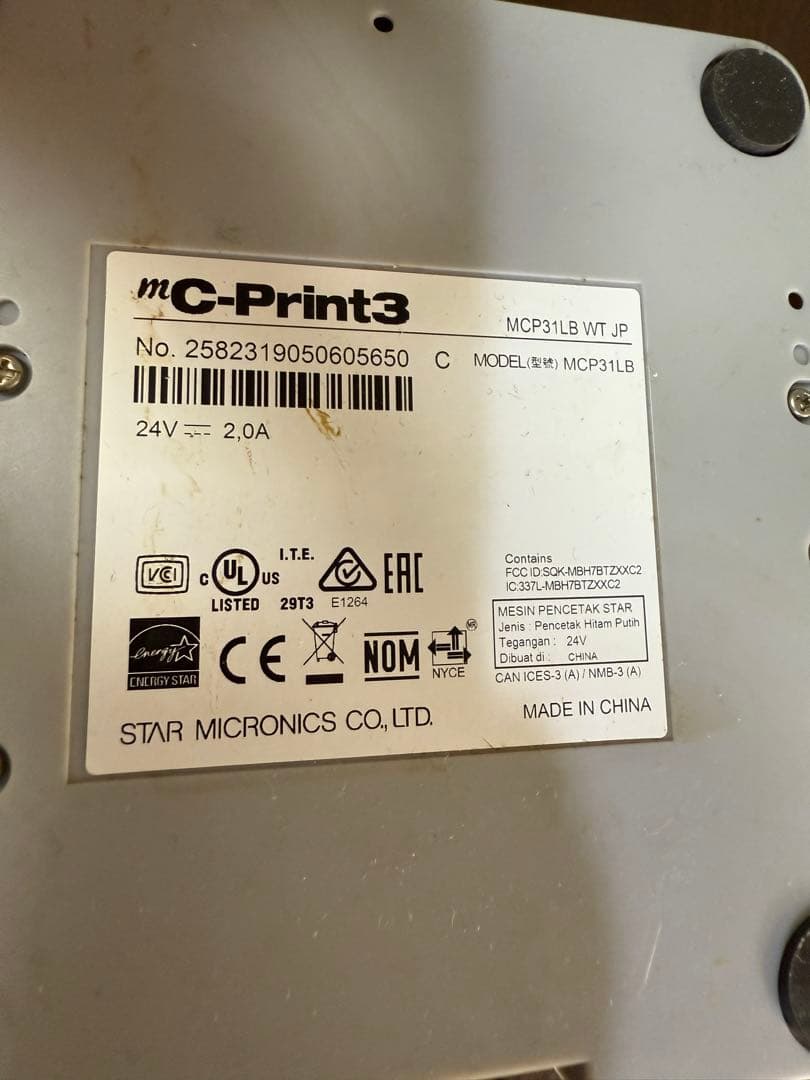 mC-Print3
MCP31LB WT JP
No. 2582319050605650 C MODEL(型號) MCP31LB
24V 2,0A
I.T.E.
VCCI c UL US E1264 EAC
LISTED 29T3
Contains
FCC ID:SQK-MBH7BTZXXC2
IC:337L-MBH7BTZXXC2
MESIN PENCETAK STAR
Jenis : Pencetak Hitam Putih
Tegangan : 24V
Dibuat di : CHINA
energy
ENERGY STAR
CE NOM NYCE MR
CAN ICES-3 (A) / NMB-3 (A)
STAR MICRONICS CO., LTD.
MADE IN CHINA